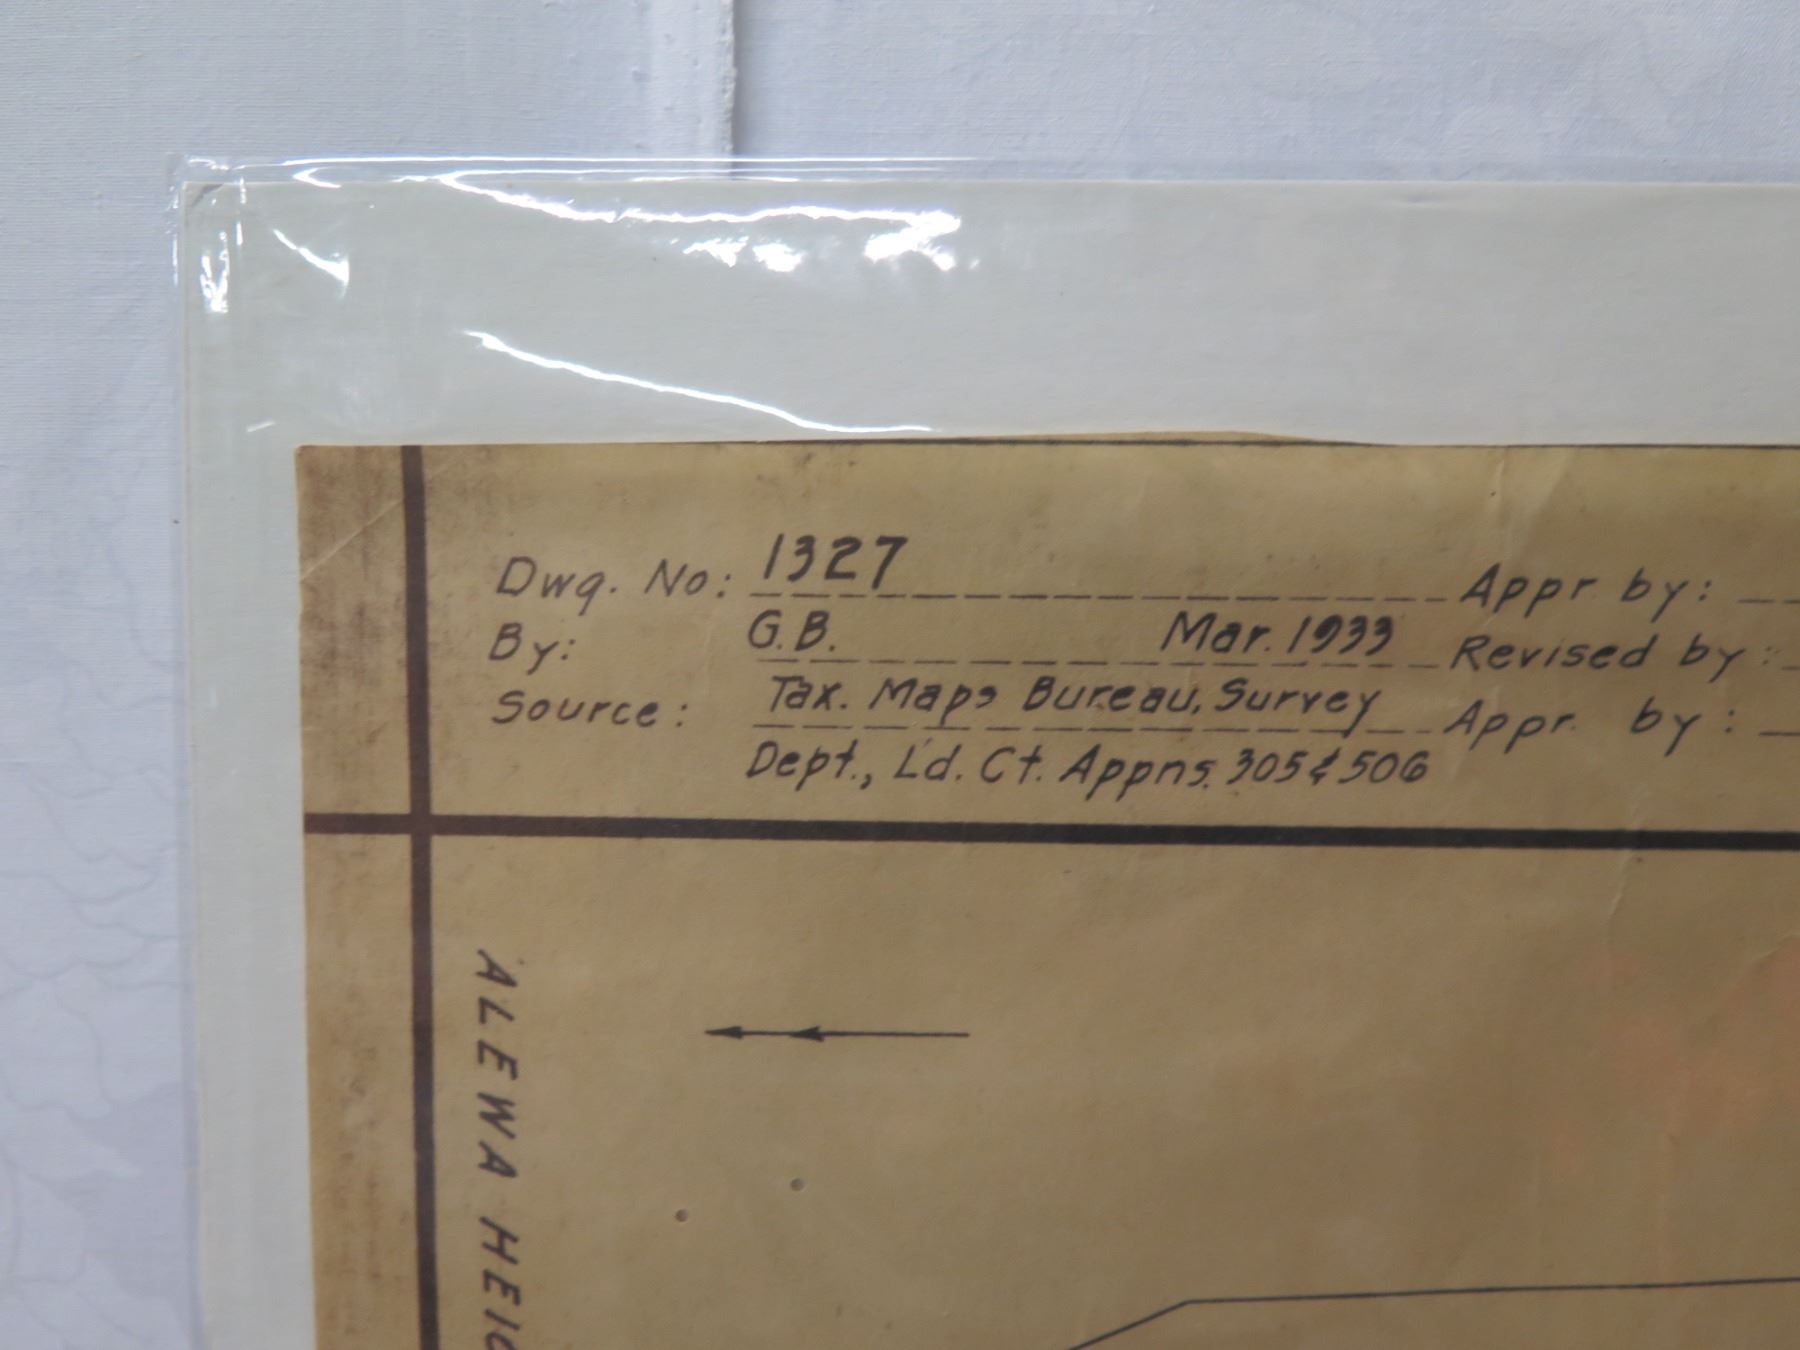 Dwg. No: 1327 Appr by:
By: G.B. Mar. 1933 Revised by:
Source: Tax. Maps Bureau, Survey Appr. by:
Dept., Ld. Ct. Appns. 305 & 506
ALEWA HEIG